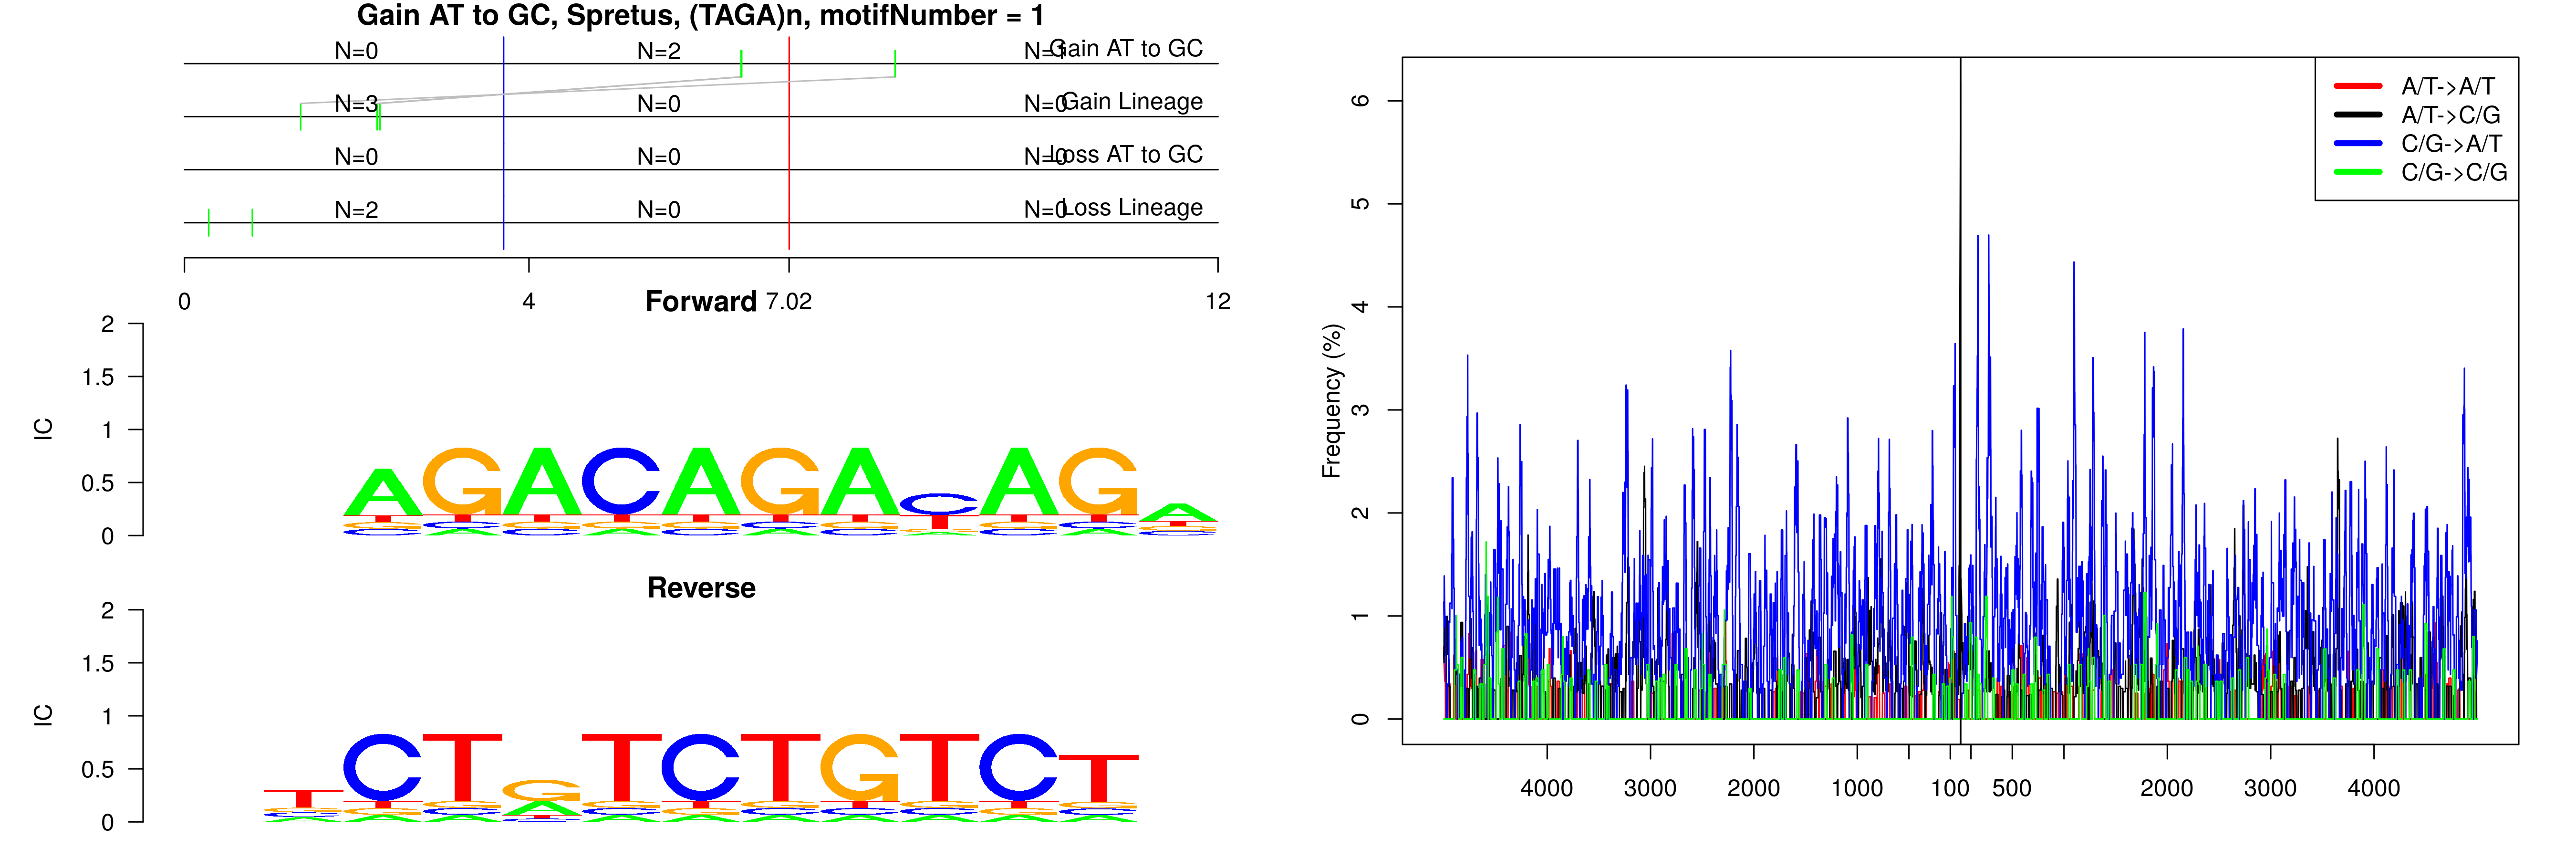 Gain AT to GC, Spretus, (TAGA)n, motifNumber = 1
N=0 N=2 N=1 Gain AT to GC
N=3 N=0 N=0 Gain Lineage
N=0 N=0 N=0 Loss AT to GC
N=2 N=0 N=0 Loss Lineage
0 4 7.02 12
Forward
2
1.5
1
0.5
0
IC
AGACAGACAGA
Reverse
2
1.5
1
0.5
0
IC
TCTGTCTGTCT
6
5
4
3
2
1
0
Frequency (%)
A/T->A/T
A/T->C/G
C/G->A/T
C/G->C/G
4000 3000 2000 1000 100 500 2000 3000 4000